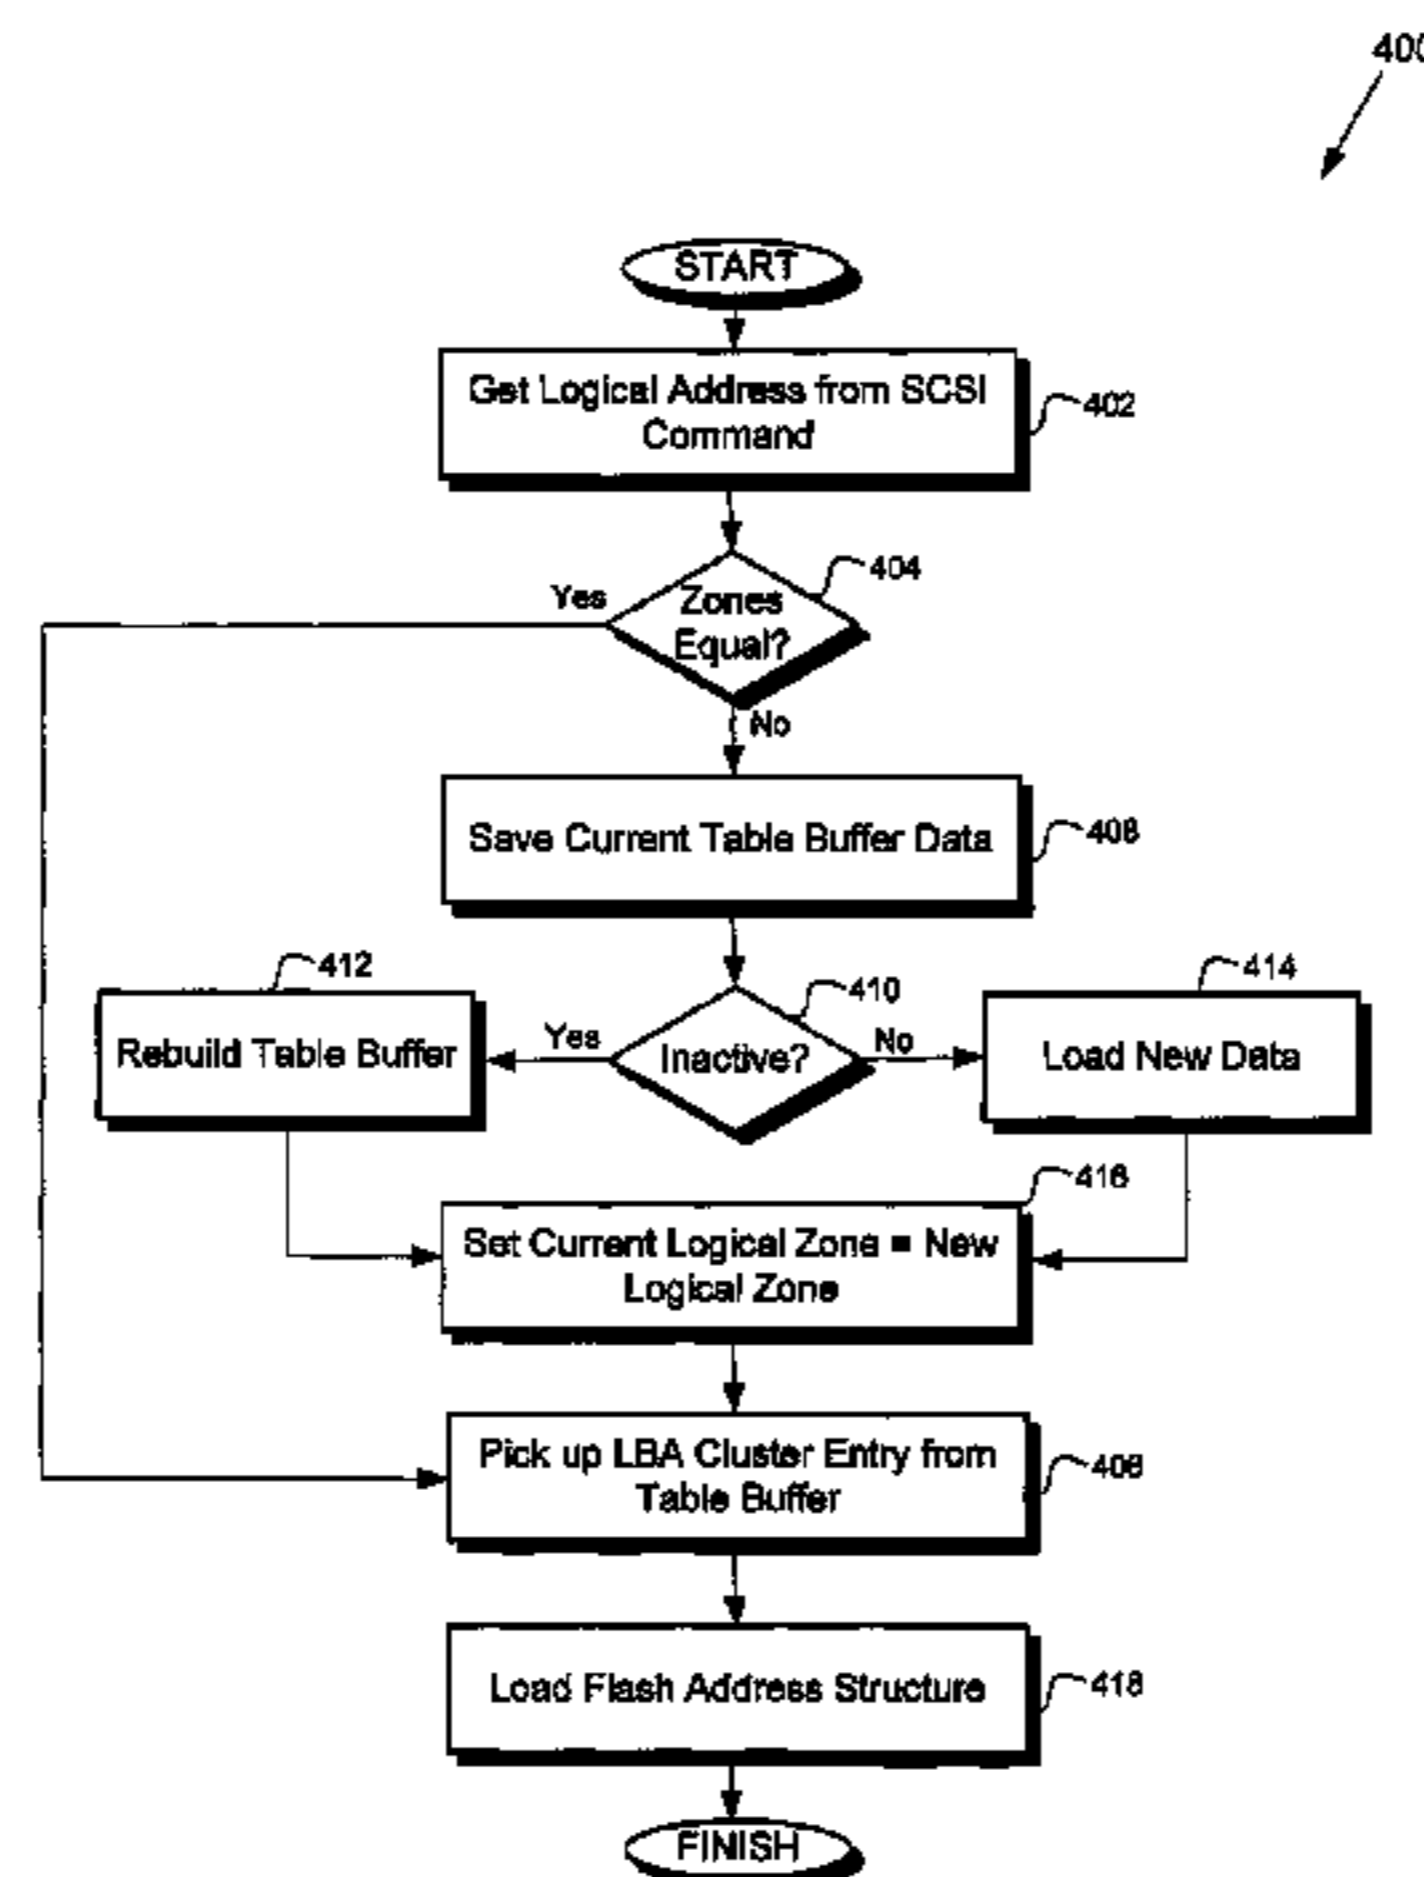 400
START
Get Logical Address from SCSI
Command
402
404
Yes
Zones
Equal?
No
Save Current Table Buffer Data
408
412
410
414
Rebuild Table Buffer
Yes
Inactive?
No
Load New Data
416
Set Current Logical Zone = New
Logical Zone
Pick up LBA Cluster Entry from
Table Buffer
406
Load Flash Address Structure
418
FINISH